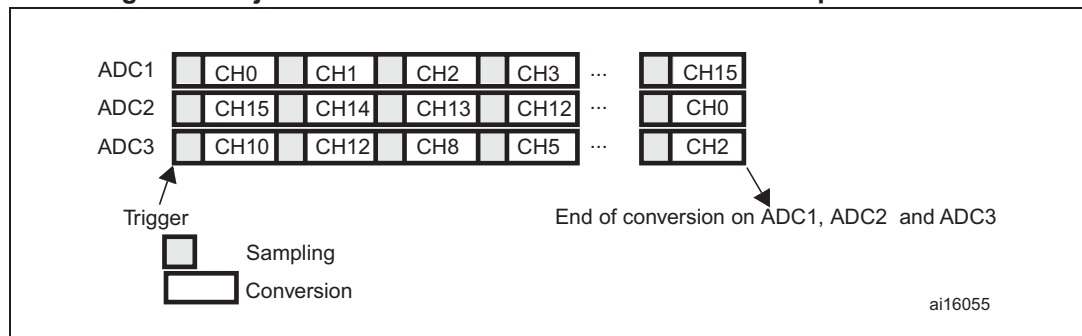 ADC1 CH0 CH1 CH2 CH3 ... CH15
ADC2 CH15 CH14 CH13 CH12 ... CH0
ADC3 CH10 CH12 CH8 CH5 ... CH2
Trigger
End of conversion on ADC1, ADC2 and ADC3
Sampling
Conversion
ai16055